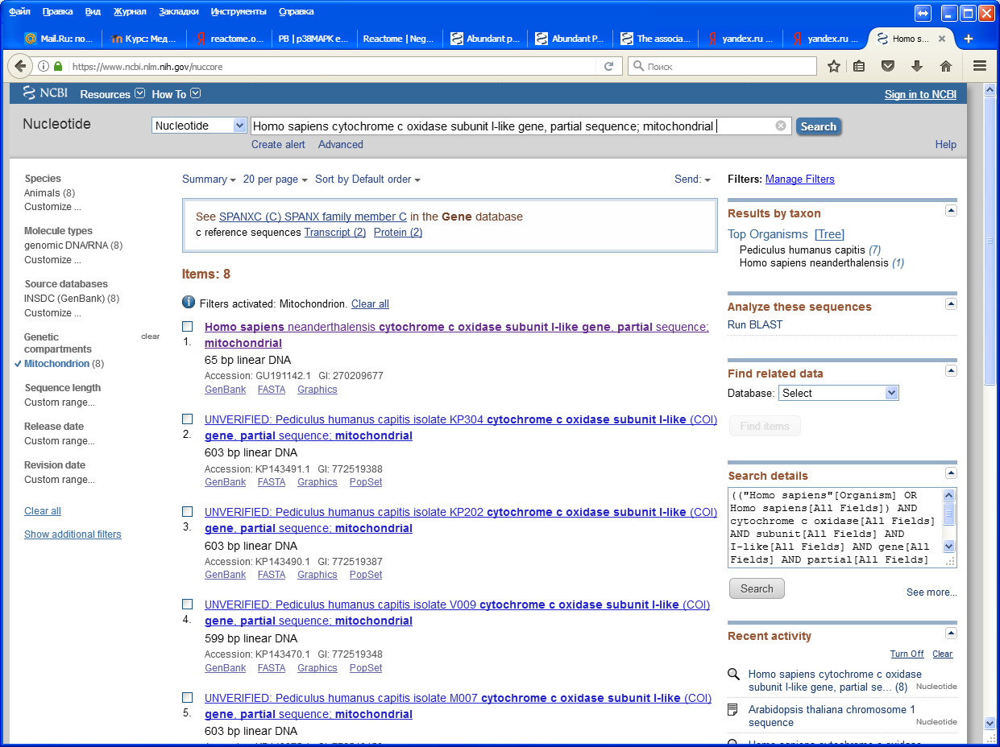 Файл Правка Вид Журнал Закладки Инструменты Справка
Mail.Ru: по... Курс: Мед... reactome.o... РВ | p38МАРК е... Reactome | Neg... Abundant p... Abundant P... The associa... yandex.ru ... yandex.ru ... Homo s...
https://www.ncbi.nlm.nih.gov/nuccore Поиск
NCBI Resources How To Sign in to NCBI
Nucleotide Nucleotide Homo sapiens cytochrome c oxidase subunit I-like gene, partial sequence; mitochondrial Search
Create alert Advanced Help
Species
Animals (8)
Customize ...
Molecule types
genomic DNA/RNA (8)
Customize ...
Source databases
INSDC (GenBank) (8)
Customize ...
Genetic compartments clear
Mitochondrion (8)
Sequence length
Custom range...
Release date
Custom range...
Revision date
Custom range...
Clear all
Show additional filters
Summary 20 per page Sort by Default order Send:
See SPANXC (C) SPANX family member C in the Gene database
c reference sequences Transcript (2) Protein (2)
Items: 8
Filters activated: Mitochondrion. Clear all
Homo sapiens neanderthalensis cytochrome c oxidase subunit I-like gene, partial sequence;
1. mitochondrial
65 bp linear DNA
Accession: GU191142.1 GI: 270209677
GenBank FASTA Graphics
UNVERIFIED: Pediculus humanus capitis isolate KP304 cytochrome c oxidase subunit I-like (COI)
2. gene, partial sequence; mitochondrial
603 bp linear DNA
Accession: KP143491.1 GI: 772519388
GenBank FASTA Graphics PopSet
UNVERIFIED: Pediculus humanus capitis isolate KP202 cytochrome c oxidase subunit I-like (COI)
3. gene, partial sequence; mitochondrial
603 bp linear DNA
Accession: KP143490.1 GI: 772519387
GenBank FASTA Graphics PopSet
UNVERIFIED: Pediculus humanus capitis isolate V009 cytochrome c oxidase subunit I-like (COI)
4. gene, partial sequence; mitochondrial
599 bp linear DNA
Accession: KP143470.1 GI: 772519348
GenBank FASTA Graphics PopSet
UNVERIFIED: Pediculus humanus capitis isolate M007 cytochrome c oxidase subunit I-like (COI)
5. gene, partial sequence; mitochondrial
603 bp linear DNA
Filters: Manage Filters
Results by taxon
Top Organisms [Tree]
Pediculus humanus capitis (7)
Homo sapiens neanderthalensis (1)
Analyze these sequences
Run BLAST
Find related data
Database: Select
Find items
Search details
(("Homo sapiens"[Organism] OR
Homo sapiens[All Fields]) AND
cytochrome c oxidase[All Fields]
AND subunit[All Fields] AND
I-like[All Fields] AND gene[All
Fields] AND partial[All Fields]
Search See more...
Recent activity
Turn Off Clear
Homo sapiens cytochrome c oxidase
subunit I-like gene, partial se... (8) Nucleotide
Arabidopsis thaliana chromosome 1
sequence Nucleotide